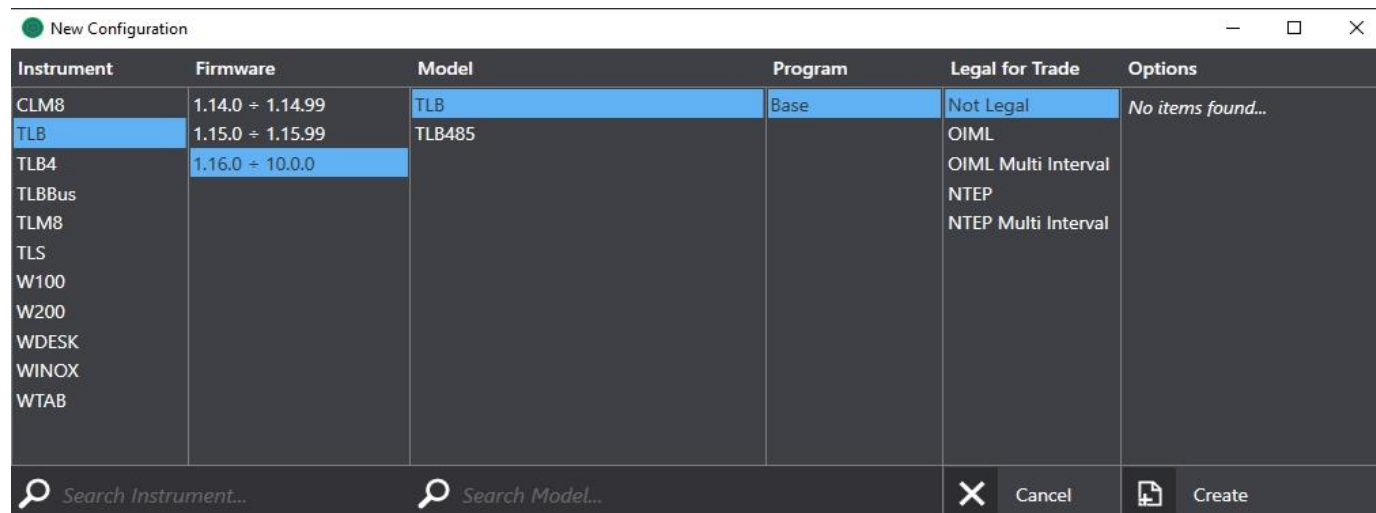 New Configuration
Instrument Firmware Model Program Legal for Trade Options
CLM8 1.14.0 ÷ 1.14.99 TLB Base Not Legal No items found...
TLB 1.15.0 ÷ 1.15.99 TLB485 OIML
TLB4 1.16.0 ÷ 10.0.0 OIML Multi Interval
TLBBus NTEP
TLM8 NTEP Multi Interval
TLS
W100
W200
WDESK
WINOX
WTAB
Search Instrument... Search Model... Cancel Create